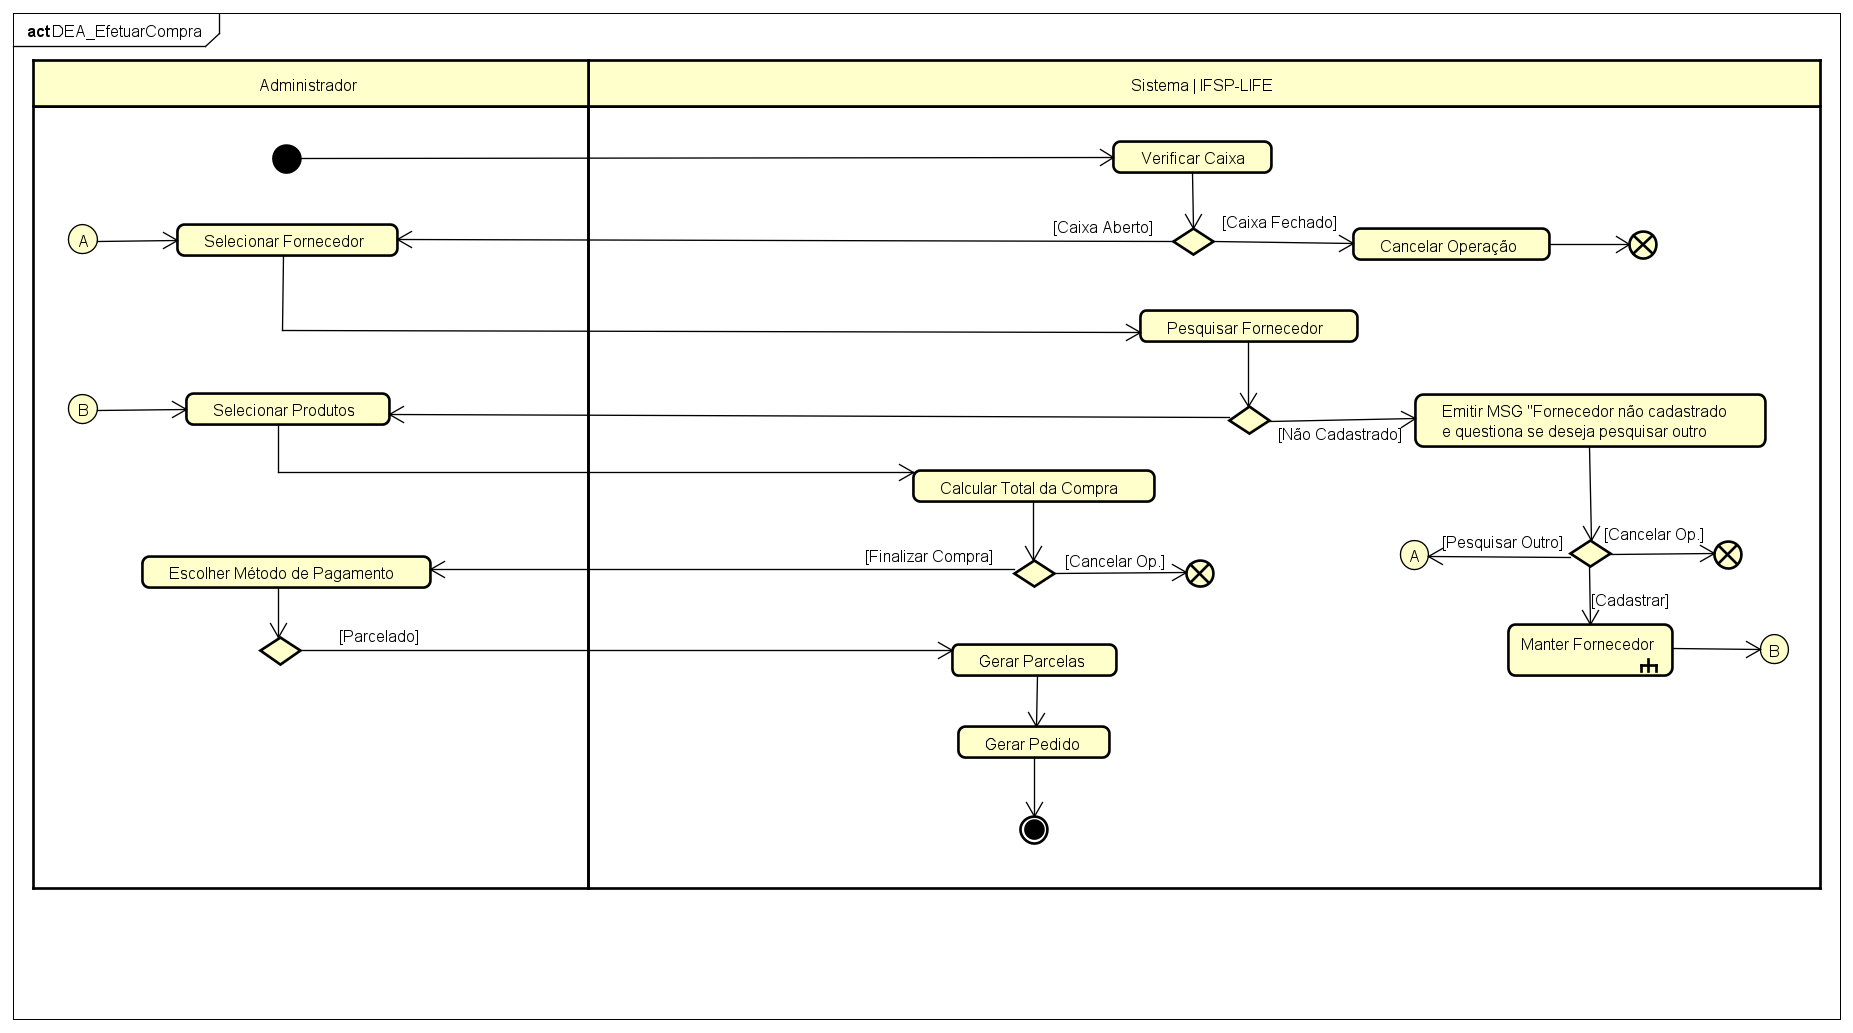 act DEA_EfetuarCompra
Administrador
Sistema | IFSP-LIFE
Verificar Caixa
[Caixa Aberto]
[Caixa Fechado]
A
Selecionar Fornecedor
Cancelar Operação
Pesquisar Fornecedor
B
Selecionar Produtos
[Não Cadastrado]
Emitir MSG "Fornecedor não cadastrado
e questiona se deseja pesquisar outro
Calcular Total da Compra
[Finalizar Compra]
[Cancelar Op.]
A
[Pesquisar Outro]
[Cancelar Op.]
Escolher Método de Pagamento
[Cadastrar]
[Parcelado]
Gerar Parcelas
Manter Fornecedor
B
Gerar Pedido